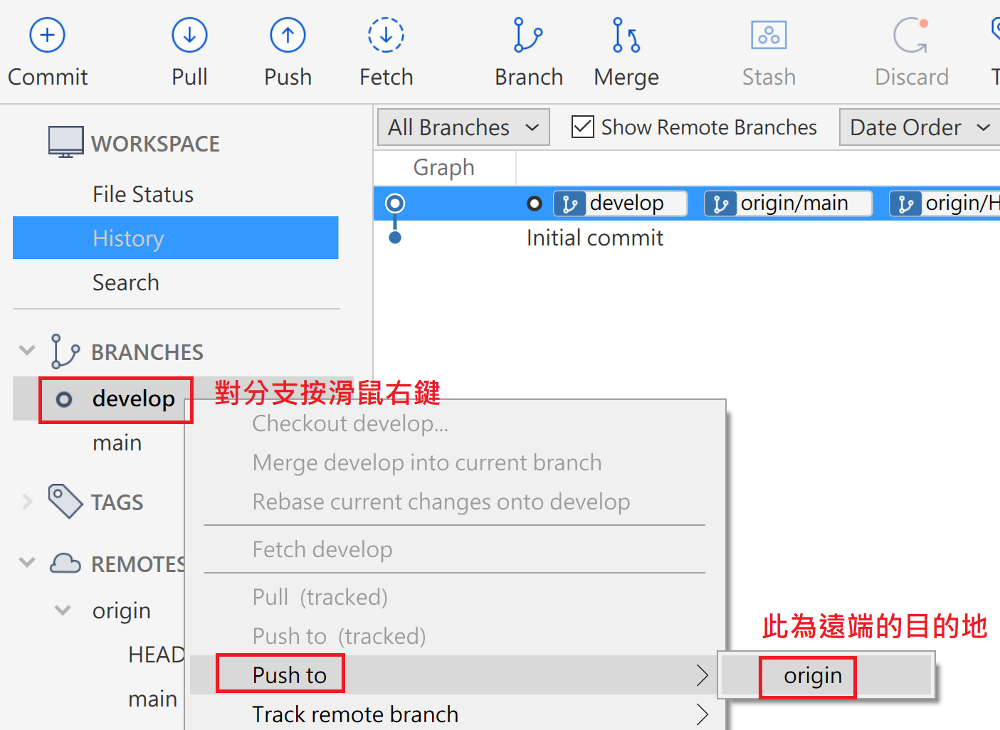 Commit Pull Push Fetch Branch Merge Stash Discard
WORKSPACE
File Status
History
Search
BRANCHES
develop
main
TAGS
REMOTES
origin
HEAD
main
All Branches Show Remote Branches Date Order
Graph
develop origin/main origin/H
Initial commit
對分支按滑鼠右鍵
Checkout develop...
Merge develop into current branch
Rebase current changes onto develop
Fetch develop
Pull (tracked)
Push to (tracked)
Push to
Track remote branch
此為遠端的目的地
origin